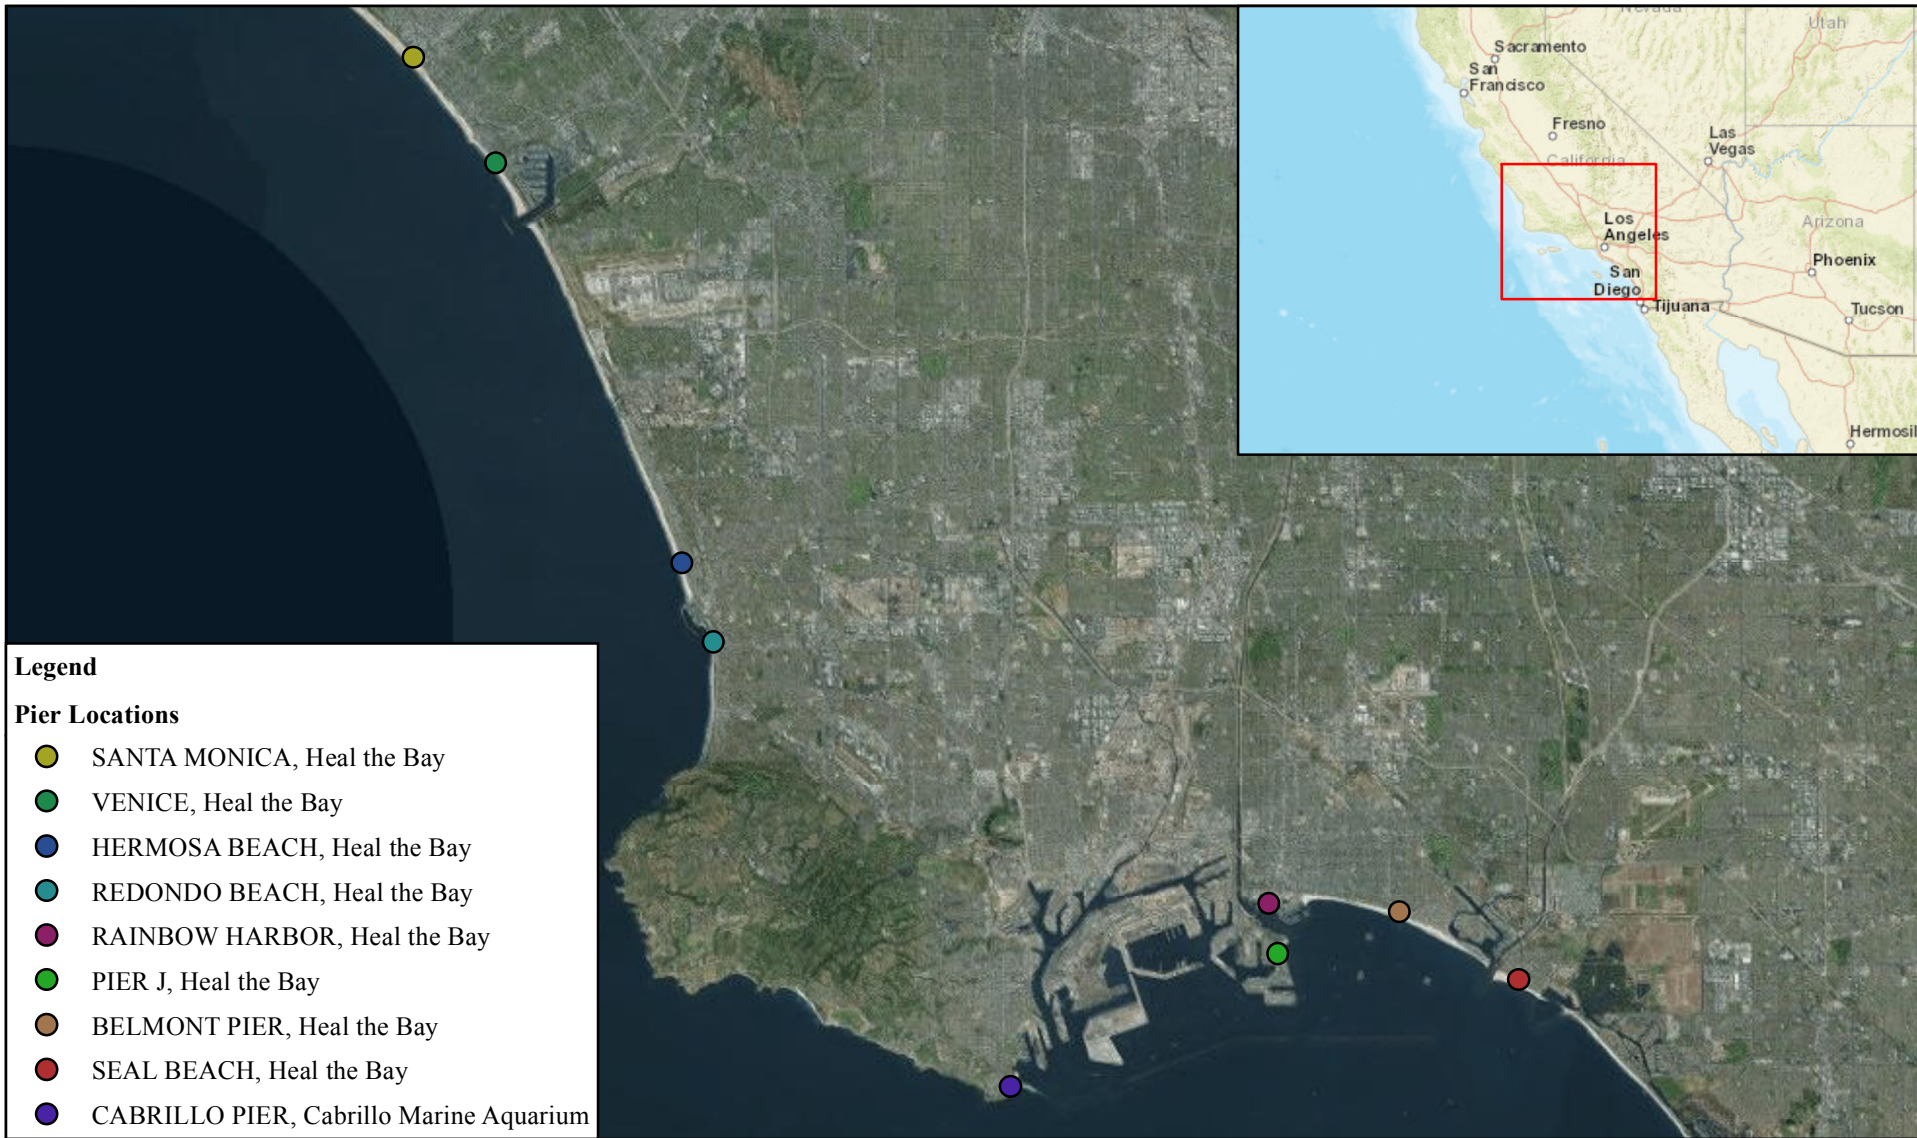 Legend
Pier Locations
SANTA MONICA, Heal the Bay
VENICE, Heal the Bay
HERMOSA BEACH, Heal the Bay
REDONDO BEACH, Heal the Bay
RAINBOW HARBOR, Heal the Bay
PIER J, Heal the Bay
BELMONT PIER, Heal the Bay
SEAL BEACH, Heal the Bay
CABRILLO PIER, Cabrillo Marine Aquarium
Nevada
Utah
Sacramento
San
Francisco
Fresno
California
Las
Vegas
Los
Angeles
Arizona
Phoenix
San
Diego
Tijuana
Tucson
Hermosil